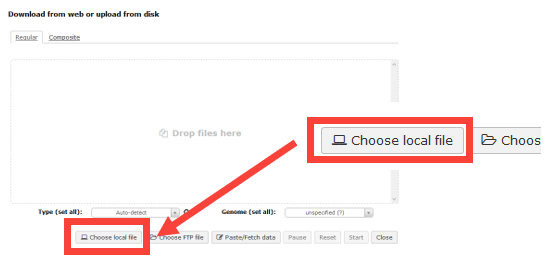 Download from web or upload from disk
Regular Composite
Drop files here
Choose local file Choos
Type (set all): Auto-detect Genome (set all): unspecified (?)
Choose local file Choose FTP file Paste/Fetch data Pause Reset Start Close